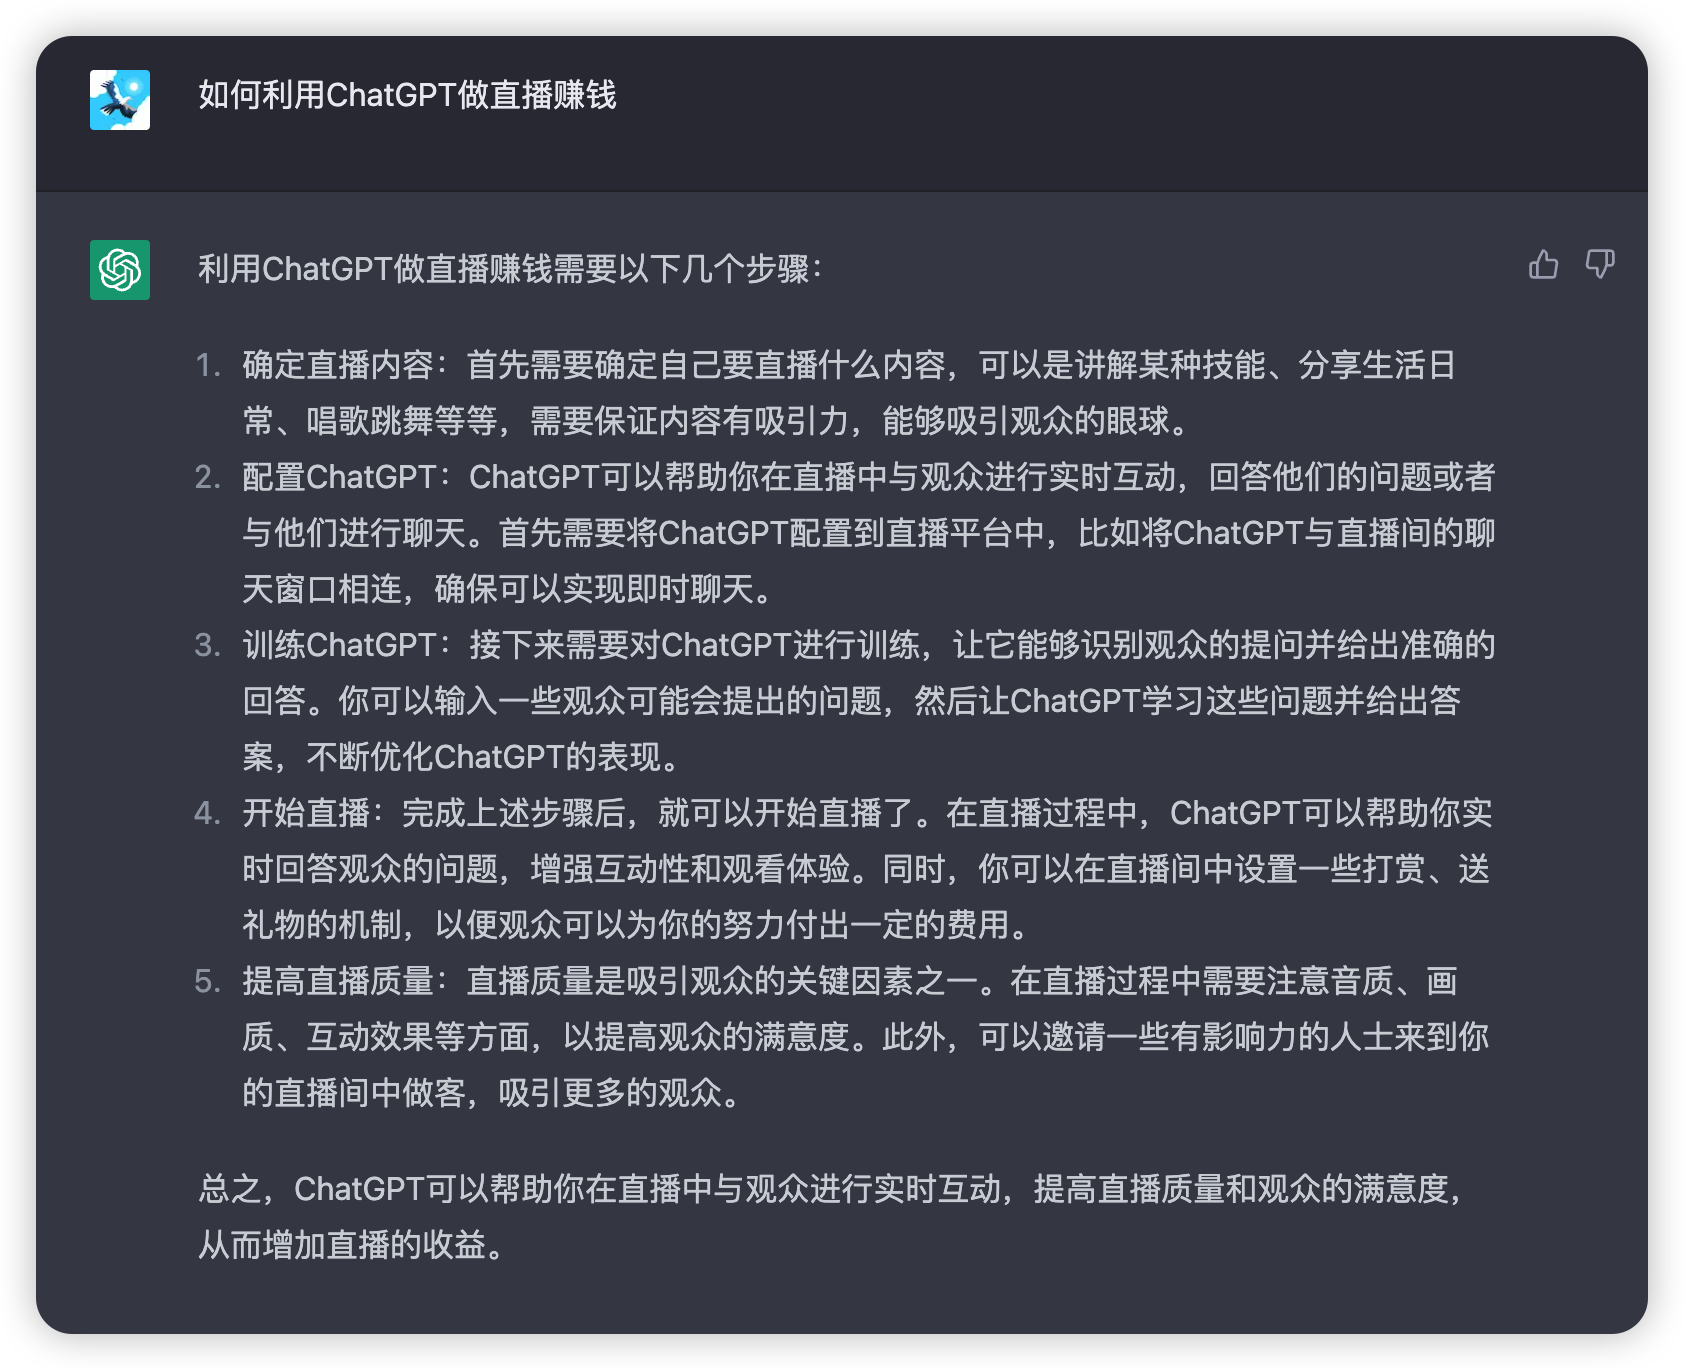 如何利用ChatGPT做直播赚钱
利用ChatGPT做直播赚钱需要以下几个步骤：
1. 确定直播内容：首先需要确定自己要直播什么内容，可以是讲解某种技能、分享生活日
常、唱歌跳舞等等，需要保证内容有吸引力，能够吸引观众的眼球。
2. 配置ChatGPT：ChatGPT可以帮助你在直播中与观众进行实时互动，回答他们的问题或者
与他们进行聊天。首先需要将ChatGPT配置到直播平台中，比如将ChatGPT与直播间的聊
天窗口相连，确保可以实现即时聊天。
3. 训练ChatGPT：接下来需要对ChatGPT进行训练，让它能够识别观众的提问并给出准确的
回答。你可以输入一些观众可能会提出的问题，然后让ChatGPT学习这些问题并给出答
案，不断优化ChatGPT的表现。
4. 开始直播：完成上述步骤后，就可以开始直播了。在直播过程中，ChatGPT可以帮助你实
时回答观众的问题，增强互动性和观看体验。同时，你可以在直播间中设置一些打赏、送
礼物的机制，以便观众可以为你的努力付出一定的费用。
5. 提高直播质量：直播质量是吸引观众的关键因素之一。在直播过程中需要注意音质、画
质、互动效果等方面，以提高观众的满意度。此外，可以邀请一些有影响力的人士来到你
的直播间中做客，吸引更多的观众。
总之，ChatGPT可以帮助你在直播中与观众进行实时互动，提高直播质量和观众的满意度，
从而增加直播的收益。